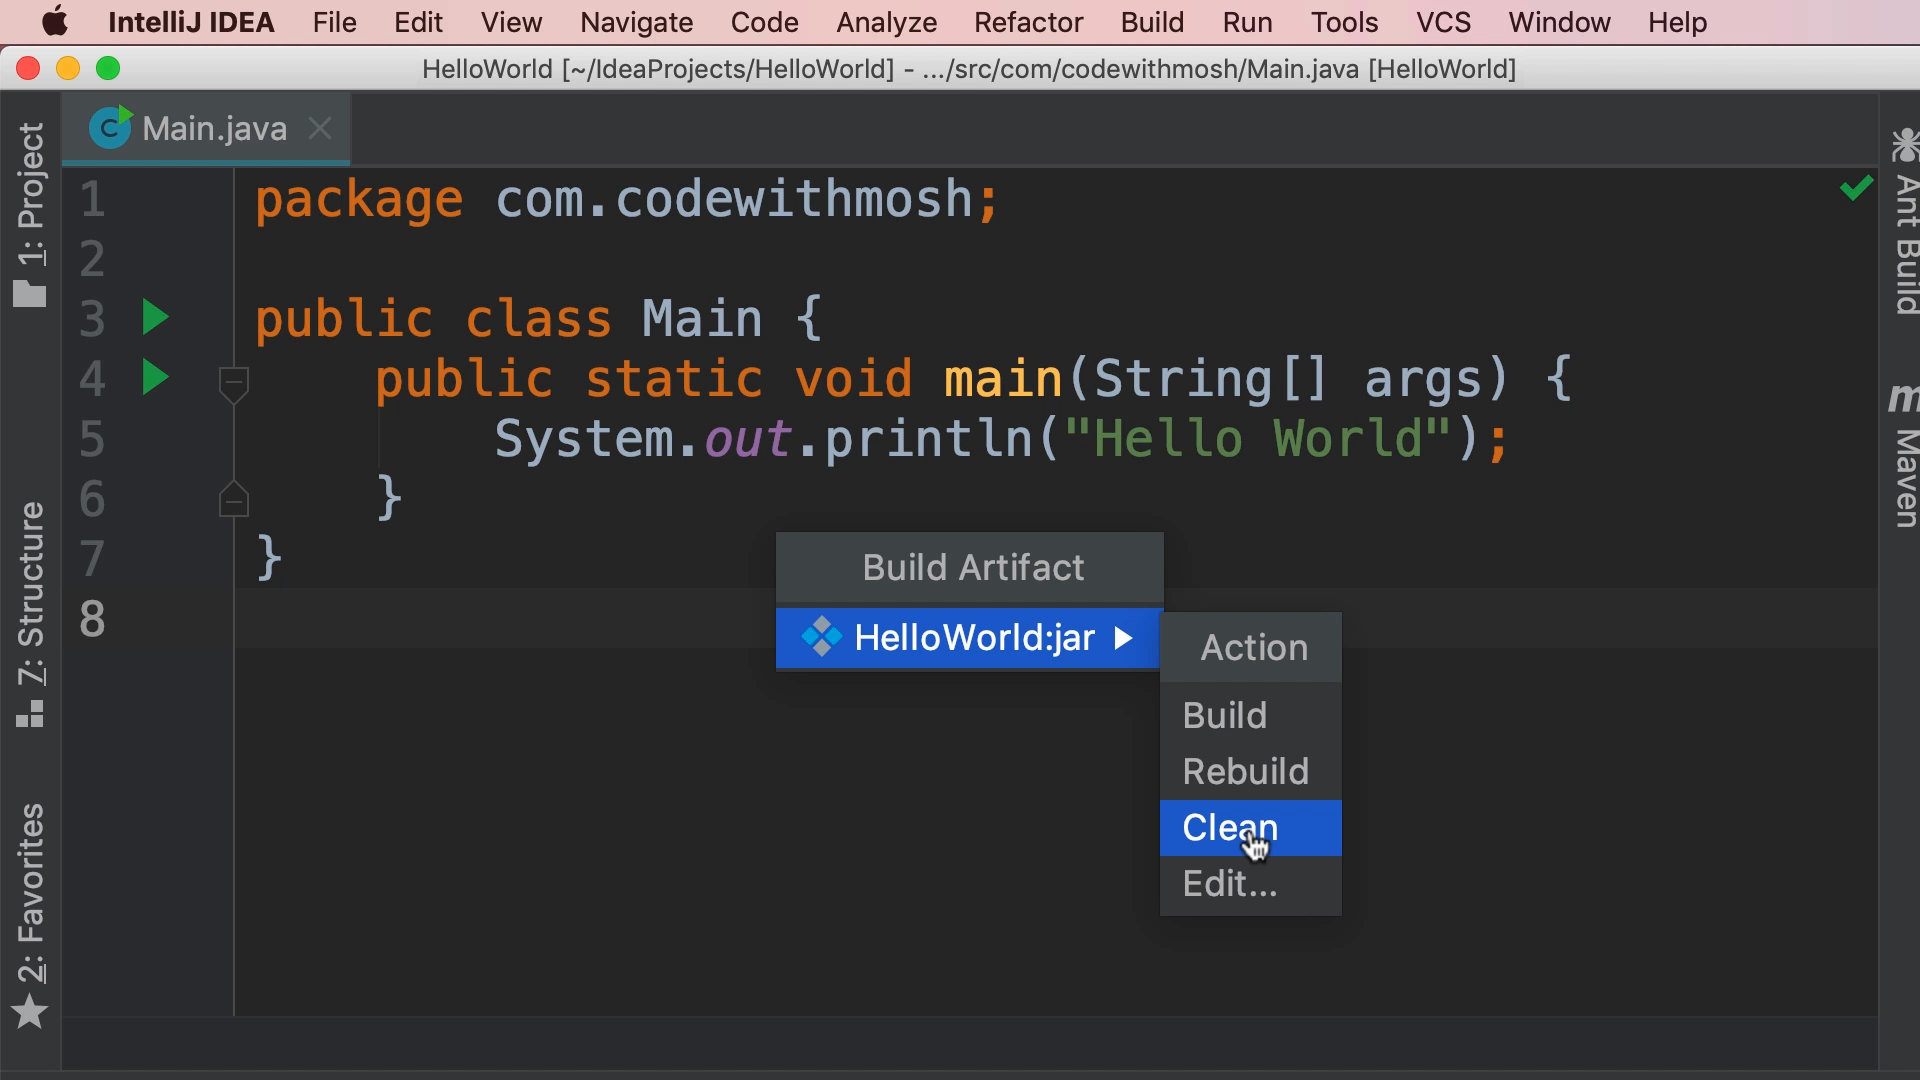 IntelliJ IDEA File Edit View Navigate Code Analyze Refactor Build Run Tools VCS Window Help
HelloWorld [~/IdeaProjects/HelloWorld] - .../src/com/codewithmosh/Main.java [HelloWorld]
Main.java
1: Project
7: Structure
2: Favorites
1 package com.codewithmosh;
2
3 public class Main {
4 public static void main(String[] args) {
5 System.out.println("Hello World");
6 }
7 }
8
Build Artifact
HelloWorld:jar
Action
Build
Rebuild
Clean
Edit...
Ant Build
m Maven